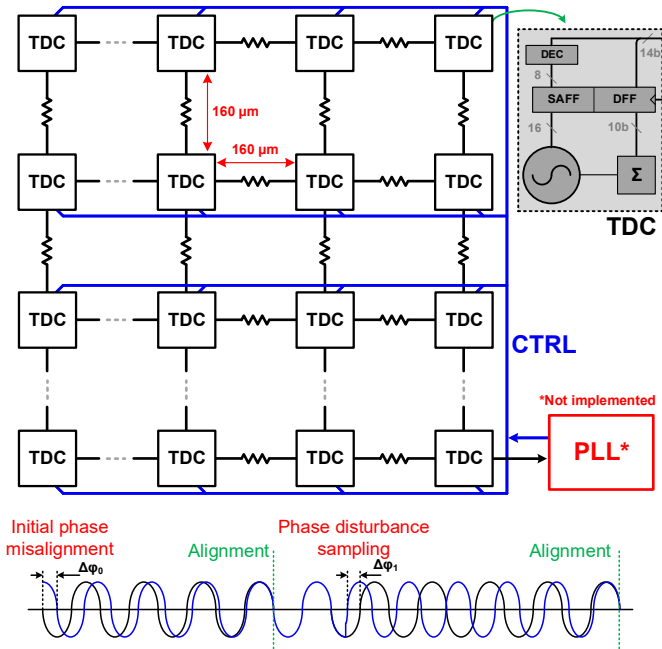 TDC TDC TDC TDC
DEC
14b
8
SAFF DFF
16 10b
Σ
TDC
160 µm
160 µm
TDC TDC TDC TDC
TDC TDC TDC TDC
CTRL
*Not implemented
PLL*
TDC TDC TDC TDC
Initial phase
misalignment
Δφ0
Alignment
Phase disturbance
sampling
Δφ1
Alignment